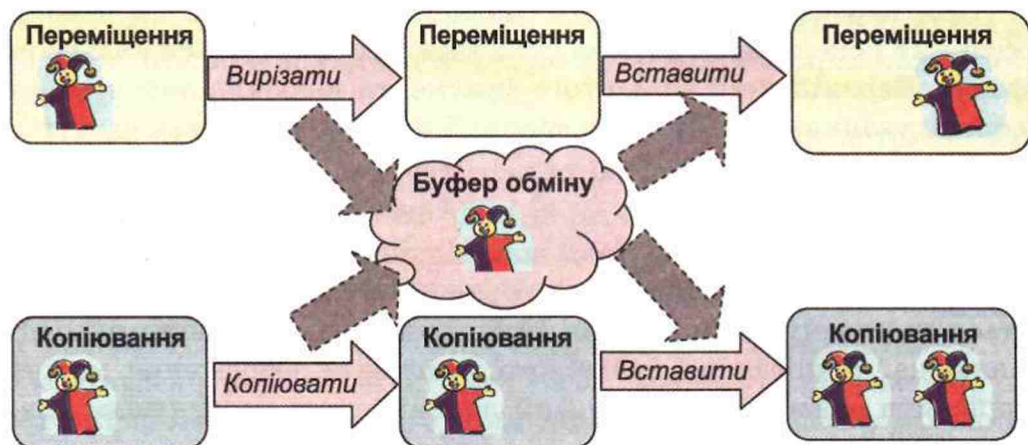 Переміщення
Вирізати
Переміщення
Вставити
Переміщення
Буфер обміну
Копіювання
Копіювати
Копіювання
Вставити
Копіювання